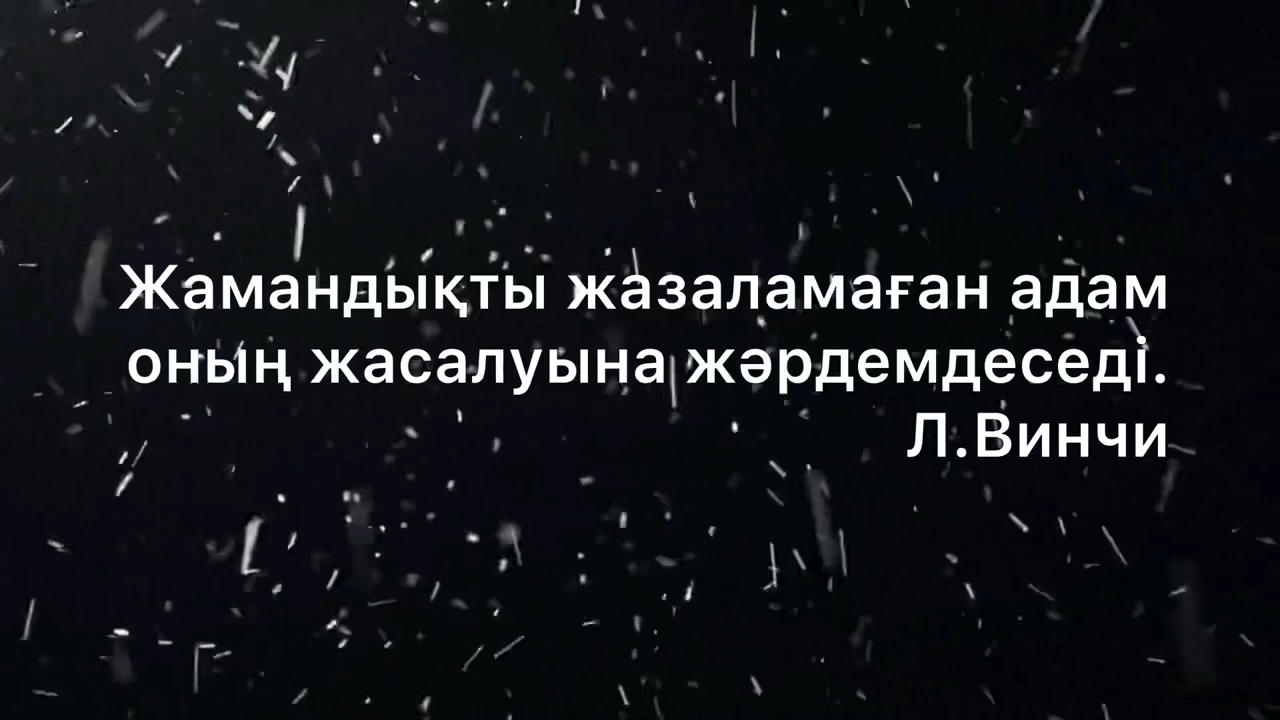 Жамандықты жазаламаған адам
оның жасалуына жәрдемдеседі.
Л.Винчи